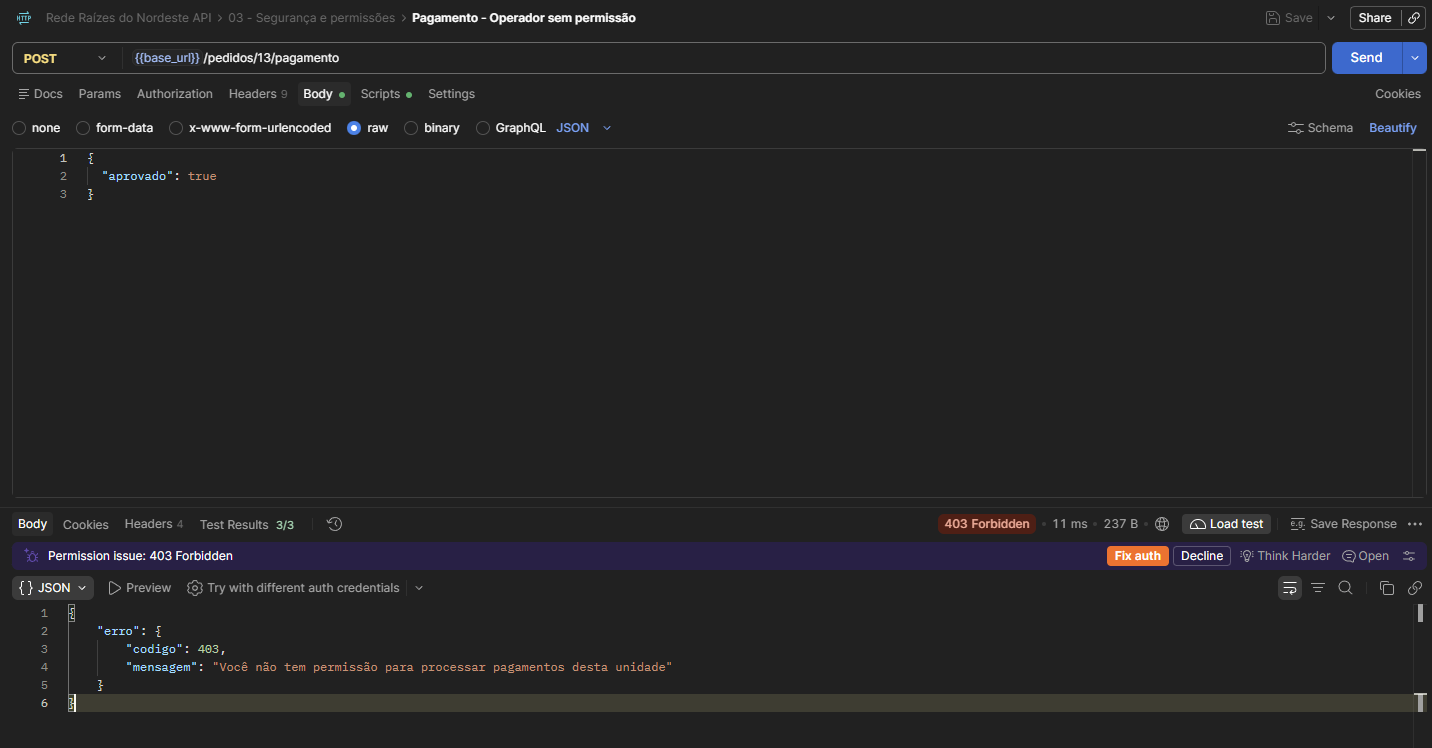 HTTP Rede Raízes do Nordeste API > 03 - Segurança e permissões > Pagamento - Operador sem permissão Save Share
POST {{base_url}} /pedidos/13/pagamento Send
Docs Params Authorization Headers 9 Body Scripts Settings Cookies
none form-data x-www-form-urlencoded raw binary GraphQL JSON Schema Beautify
1 {
2 "aprovado": true
3 }
Body Cookies Headers 4 Test Results 3/3 403 Forbidden • 11 ms • 237 B • Load test e.g. Save Response
Permission issue: 403 Forbidden Fix auth Decline Think Harder Open
{} JSON Preview Try with different auth credentials
1 {
2 "erro": {
3 "codigo": 403,
4 "mensagem": "Você não tem permissão para processar pagamentos desta unidade"
5 }
6 }